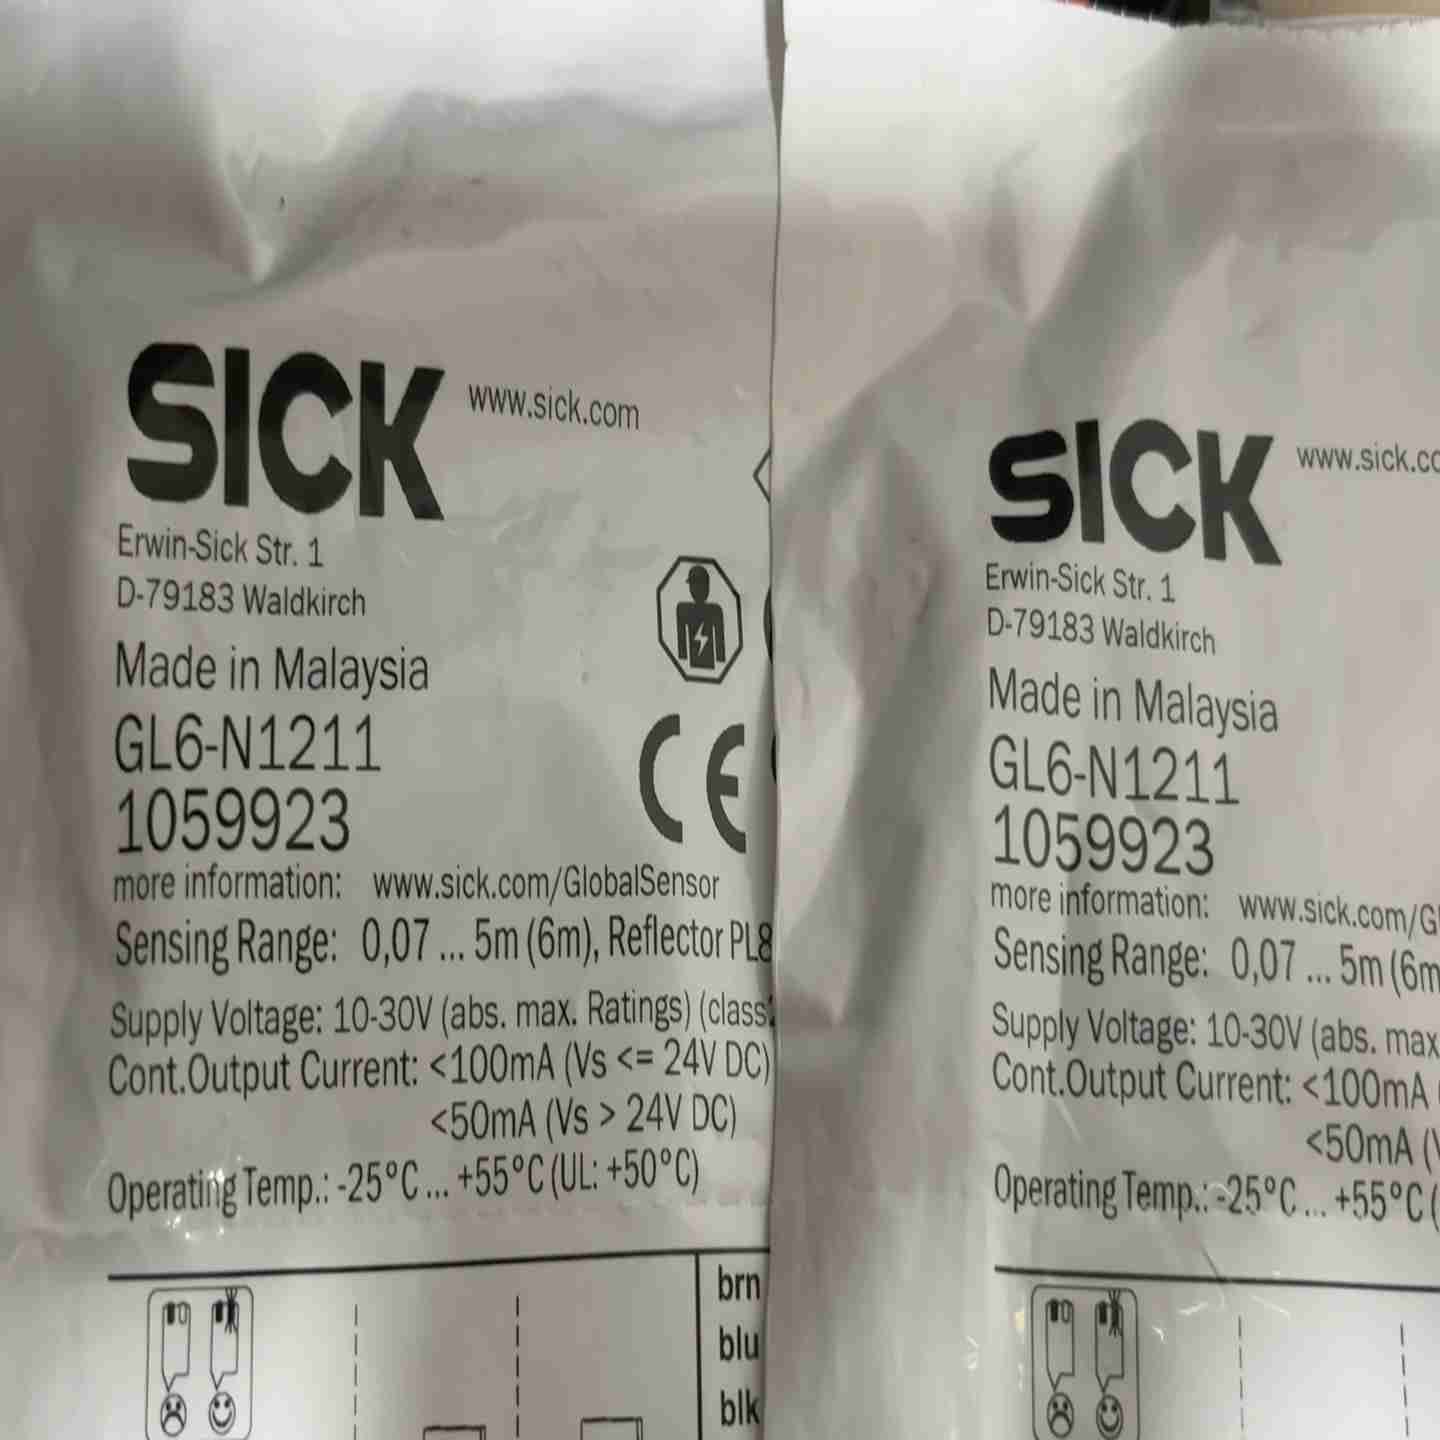 SICK www.sick.com
Erwin-Sick Str. 1
D-79183 Waldkirch
Made in Malaysia
GL6-N1211
1059923
more information: www.sick.com/GlobalSensor
Sensing Range: 0,07 ... 5m (6m), Reflector PL8
Supply Voltage: 10-30V (abs. max. Ratings) (class
Cont.Output Current: <100mA (Vs <= 24V DC)
<50mA (Vs > 24V DC)
Operating Temp.: -25°C ... +55°C (UL: +50°C)
CE
brn
blu
blk
SICK www.sick.co
Erwin-Sick Str. 1
D-79183 Waldkirch
Made in Malaysia
GL6-N1211
1059923
more information: www.sick.com/G
Sensing Range: 0,07 ... 5m (6m
Supply Voltage: 10-30V (abs. max
Cont.Output Current: <100mA
<50mA (
Operating Temp.: -25°C ... +55°C (